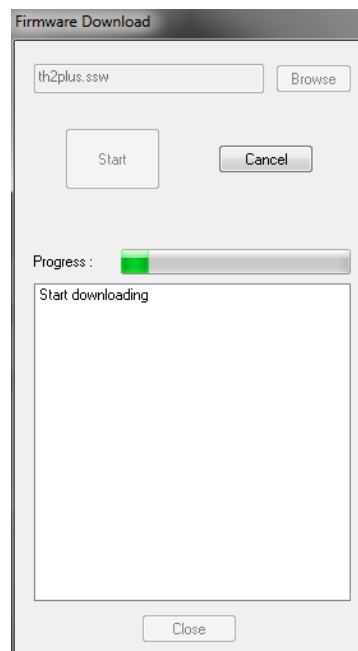 Firmware Download
th2plus.ssw
Browse
Start
Cancel
Progress :
Start downloading
Close